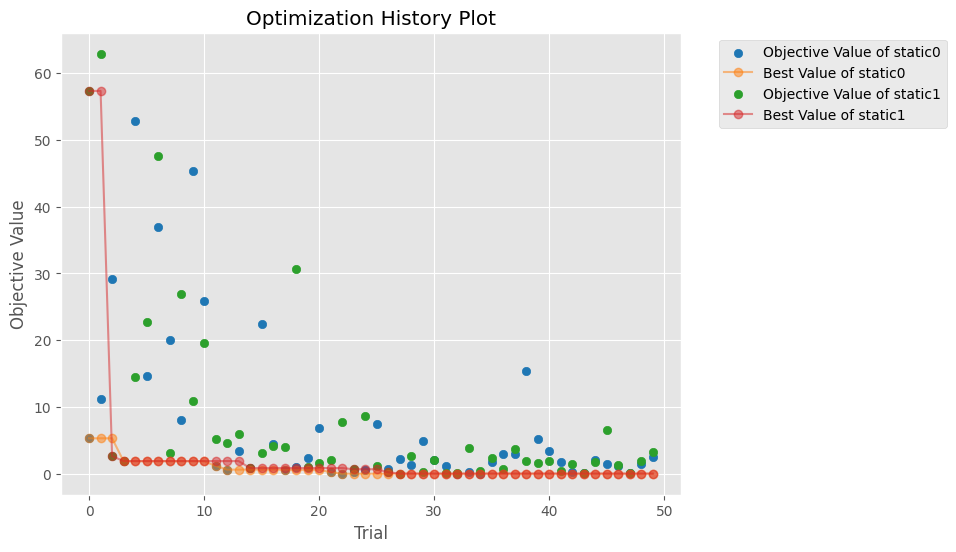 Optimization History Plot
Objective Value
60
50
40
30
20
10
0
0
10
20
30
40
50
Trial
Objective Value of static0
Best Value of static0
Objective Value of static1
Best Value of static1